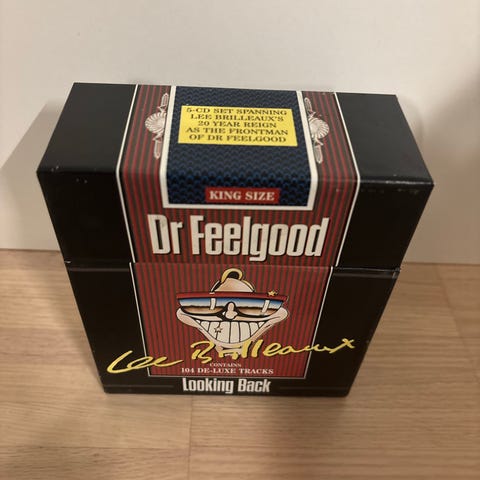 5-CD SET SPANNING
LEE BRILLEAUX'S
20 YEAR REIGN
AS THE FRONTMAN
OF DR FEELGOOD
KING SIZE
Dr Feelgood
Lee Brilleaux
CONTAINS
104 DE-LUXE TRACKS
Looking Back